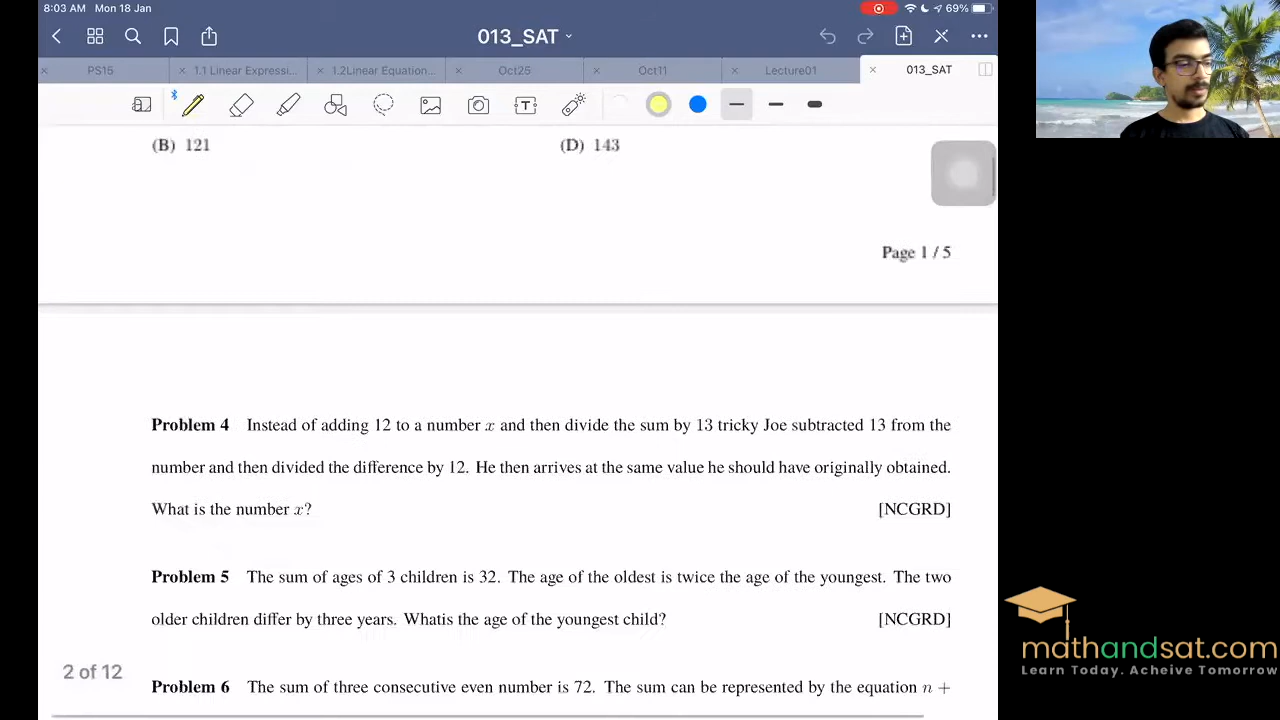 8:03 AM Mon 18 Jan
69%
013_SAT
PS15
1.1 Linear Expressi...
1.2Linear Equation...
Oct25
Oct11
Lecture01
013_SAT
(B) 121
(D) 143
Page 1 / 5
Problem 4 Instead of adding 12 to a number x and then divide the sum by 13 tricky Joe subtracted 13 from the
number and then divided the difference by 12. He then arrives at the same value he should have originally obtained.
What is the number x? [NCGRD]
Problem 5 The sum of ages of 3 children is 32. The age of the oldest is twice the age of the youngest. The two
older children differ by three years. Whatis the age of the youngest child? [NCGRD]
2 of 12
Problem 6 The sum of three consecutive even number is 72. The sum can be represented by the equation n +
mathandsat.com
Learn Today. Acheive Tomorrow